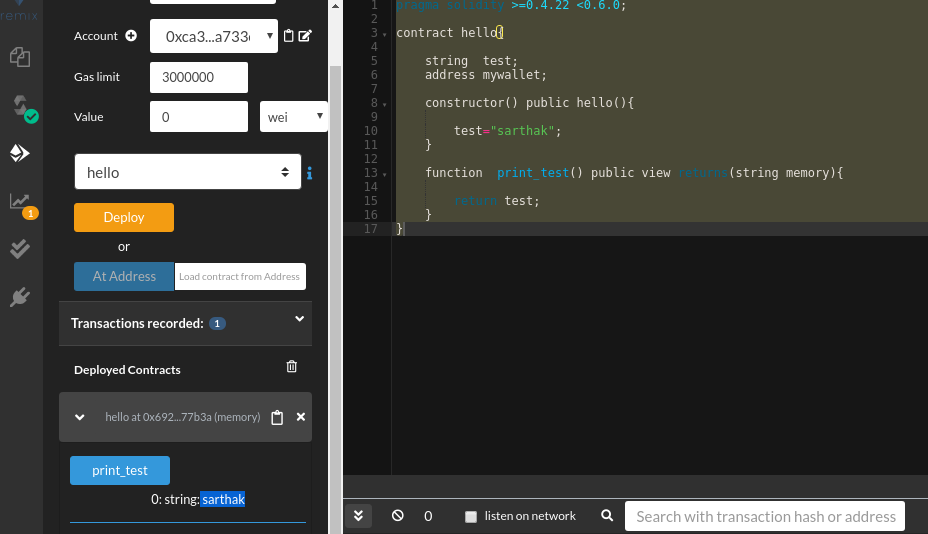 remix
Account
0xca3...a733
Gas limit
3000000
Value
0
wei
hello
i
Deploy
or
At Address
Load contract from Address
1
Transactions recorded: 1
Deployed Contracts
hello at 0x692...77b3a (memory)
print_test
0: string: sarthak
1 pragma solidity >=0.4.22 <0.6.0;
2
3 contract hello{
4
5 string test;
6 address mywallet;
7
8 constructor() public hello(){
9
10 test="sarthak";
11 }
12
13 function print_test() public view returns(string memory){
14
15 return test;
16 }
17 }
0
listen on network
Search with transaction hash or address